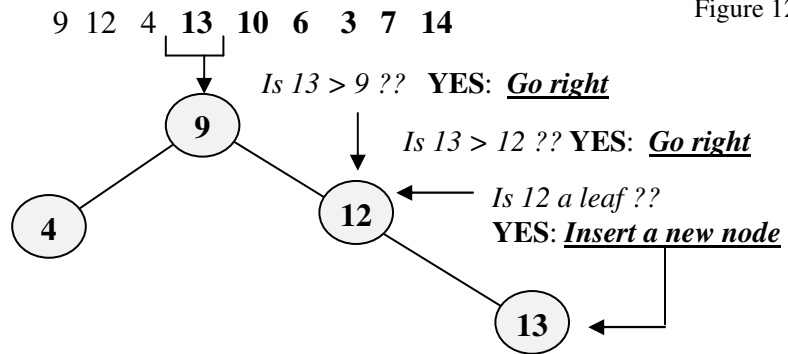 9 12 4 13 10 6 3 7 14
Figure 12
Is 13 > 9 ?? YES: Go right
9
Is 13 > 12 ?? YES: Go right
4
12
Is 12 a leaf ??
YES: Insert a new node
13